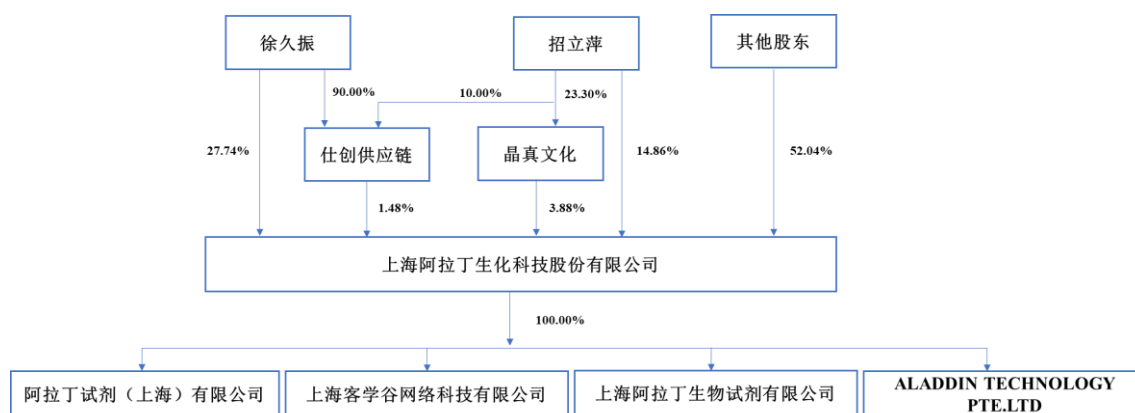 徐久振
招立萍
其他股东
90.00%
10.00%
23.30%
27.74%
仕创供应链
晶真文化
14.86%
52.04%
1.48%
3.88%
上海阿拉丁生化科技股份有限公司
100.00%
阿拉丁试剂（上海）有限公司
上海客学谷网络科技有限公司
上海阿拉丁生物试剂有限公司
ALADDIN TECHNOLOGY
PTE.LTD